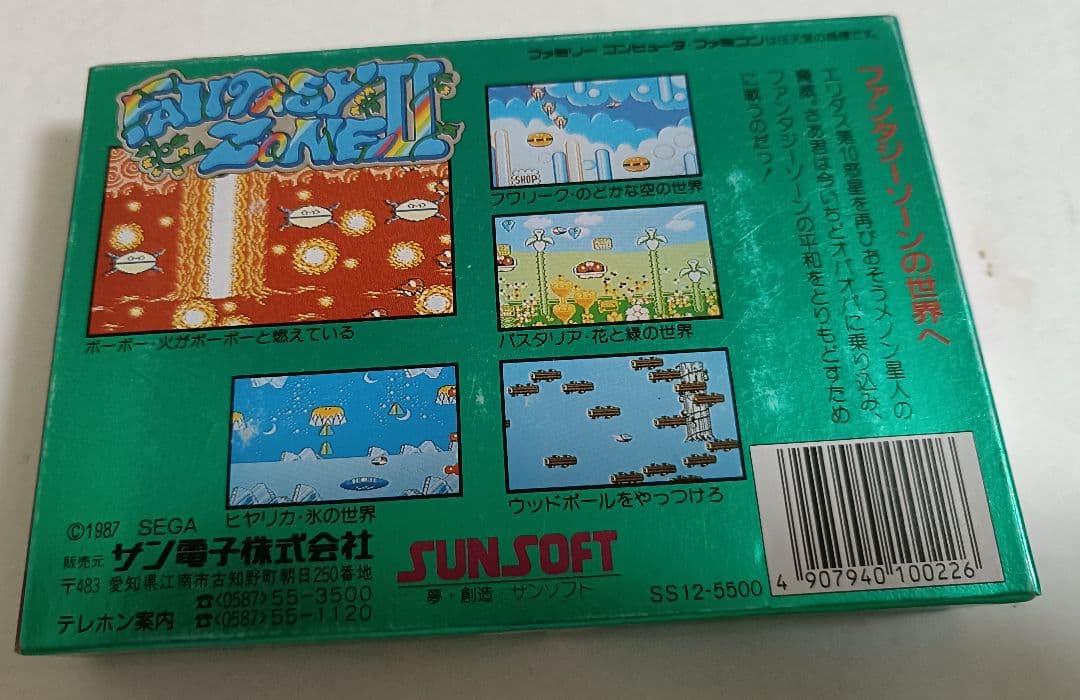 ファミリー コンピュータ・ファミコンは任天堂の商標です。
FANTASY ZONE II
ファンタジーゾーンの世界へ
エワダス第10惑星を再びおそうメノン星人の
脅威。さあ君は今いちどオパオパに乗り込み、
ファンタジーゾーンの平和をとりもどすため
に戦うのだっ!
SHOP
フワリーク・のどかな空の世界
ボーボー・火がボーボーと燃えている
パスタリア・花と緑の世界
ヒヤリカ・氷の世界
ウッドポールをやっつけろ
©1987 SEGA
販売元 サン電子株式会社
〒483 愛知県江南市古知野町朝日250番地
☎(0587)55-3500
テレホン案内 ☎(0587)55-1120
SUNSOFT
夢・創造・サンソフト
SS12-5500
4 907940 100226